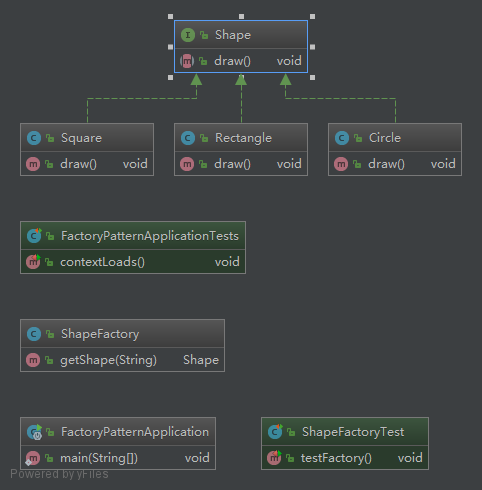 I Shape
m draw() void
C Square
m draw() void
C Rectangle
m draw() void
C Circle
m draw() void
C FactoryPatternApplicationTests
m contextLoads() void
C ShapeFactory
m getShape(String) Shape
C FactoryPatternApplication
m main(String[]) void
C ShapeFactoryTest
m testFactory() void
Powered by yFiles